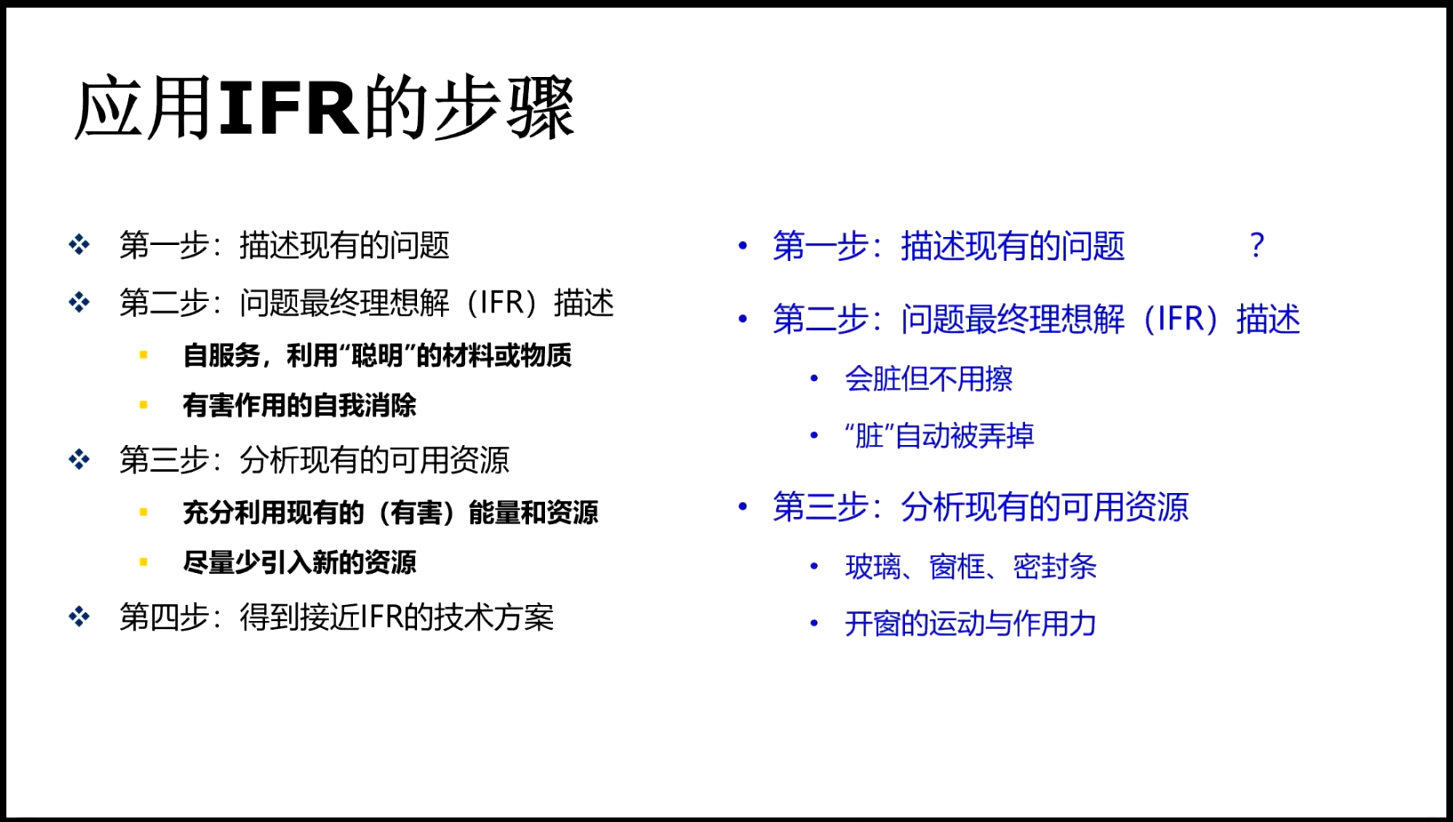 应用IFR的步骤
第一步：描述现有的问题
第二步：问题最终理想解（IFR）描述
自服务，利用“聪明”的材料或物质
有害作用的自我消除
第三步：分析现有的可用资源
充分利用现有的（有害）能量和资源
尽量少引入新的资源
第四步：得到接近IFR的技术方案
第一步：描述现有的问题 ？
第二步：问题最终理想解（IFR）描述
会脏但不用擦
“脏”自动被弄掉
第三步：分析现有的可用资源
玻璃、窗框、密封条
开窗的运动与作用力